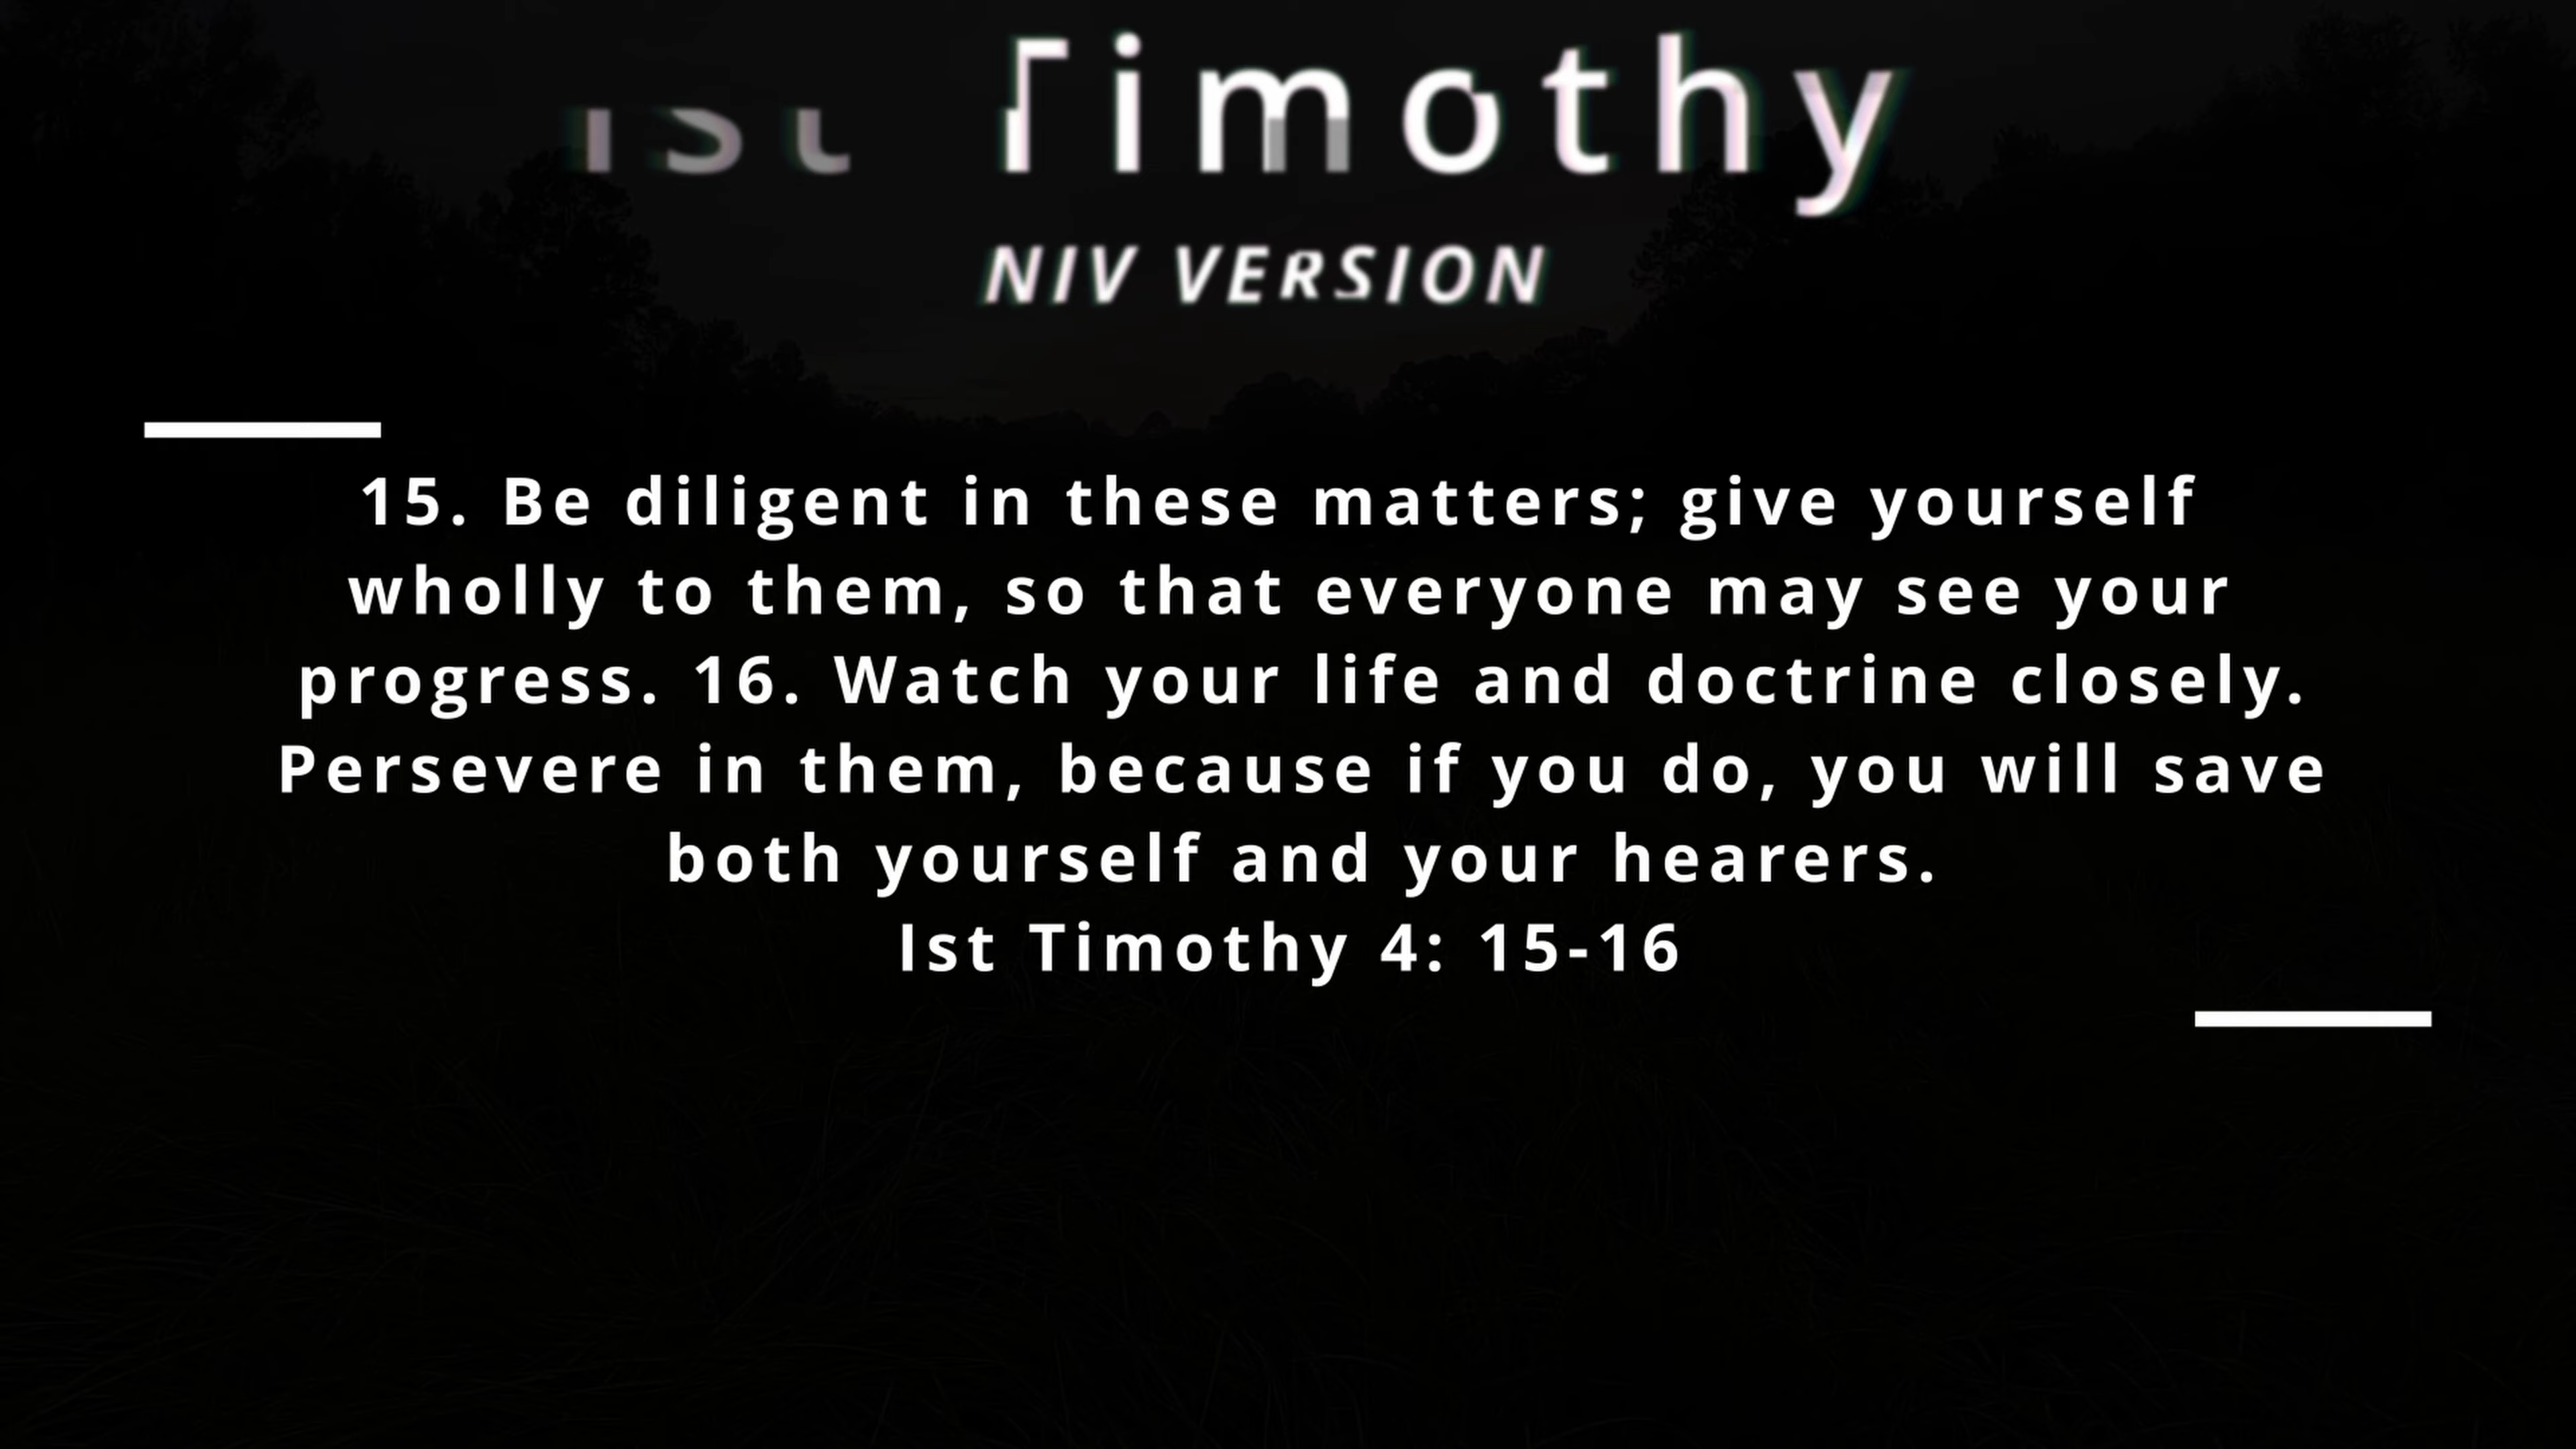 Ist Timothy
NIV VERSION
15. Be diligent in these matters; give yourself
wholly to them, so that everyone may see your
progress. 16. Watch your life and doctrine closely.
Persevere in them, because if you do, you will save
both yourself and your hearers.
Ist Timothy 4: 15-16